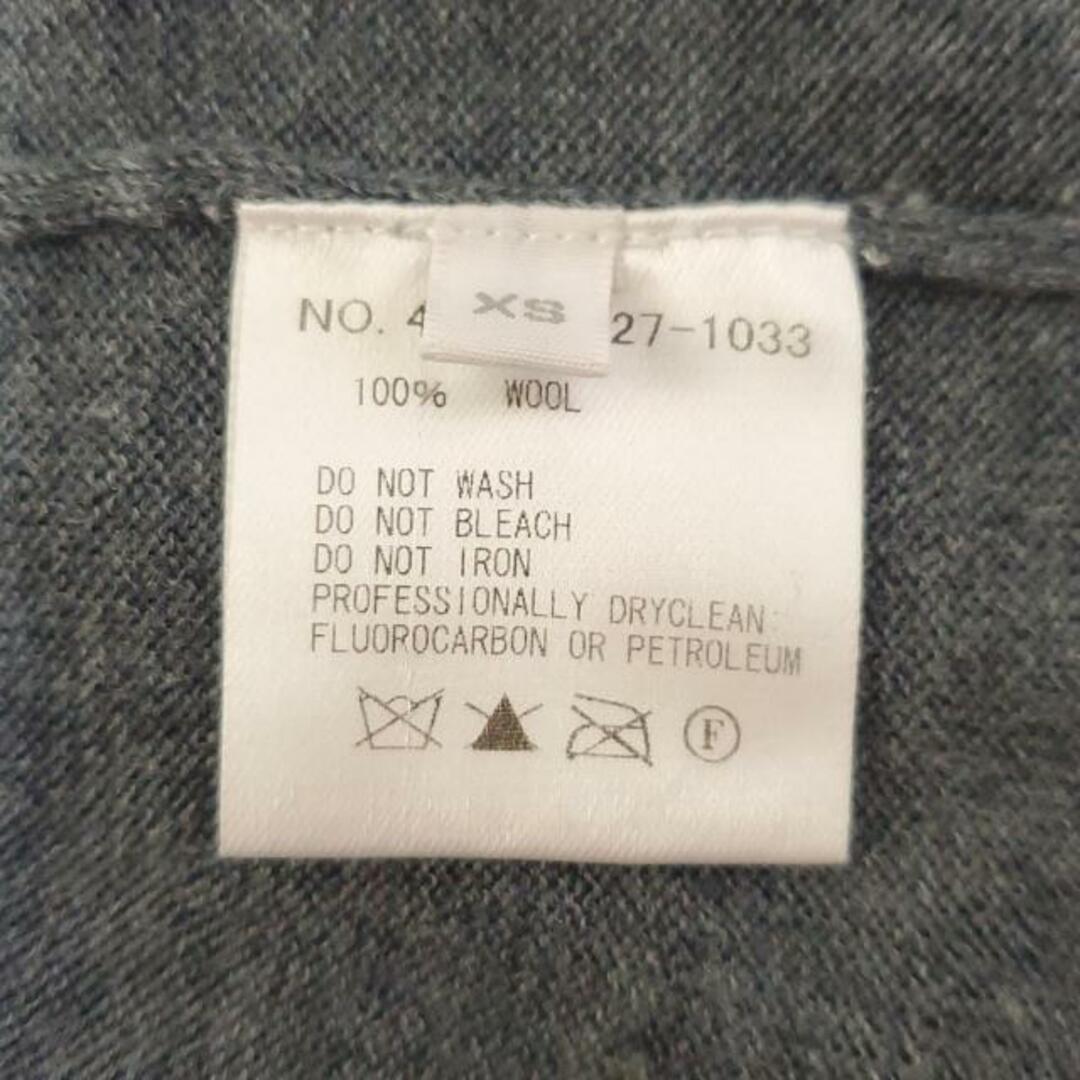 XS
NO. 4 27-1033
100% WOOL
DO NOT WASH
DO NOT BLEACH
DO NOT IRON
PROFESSIONALLY DRYCLEAN:
FLUOROCARBON OR PETROLEUM
F